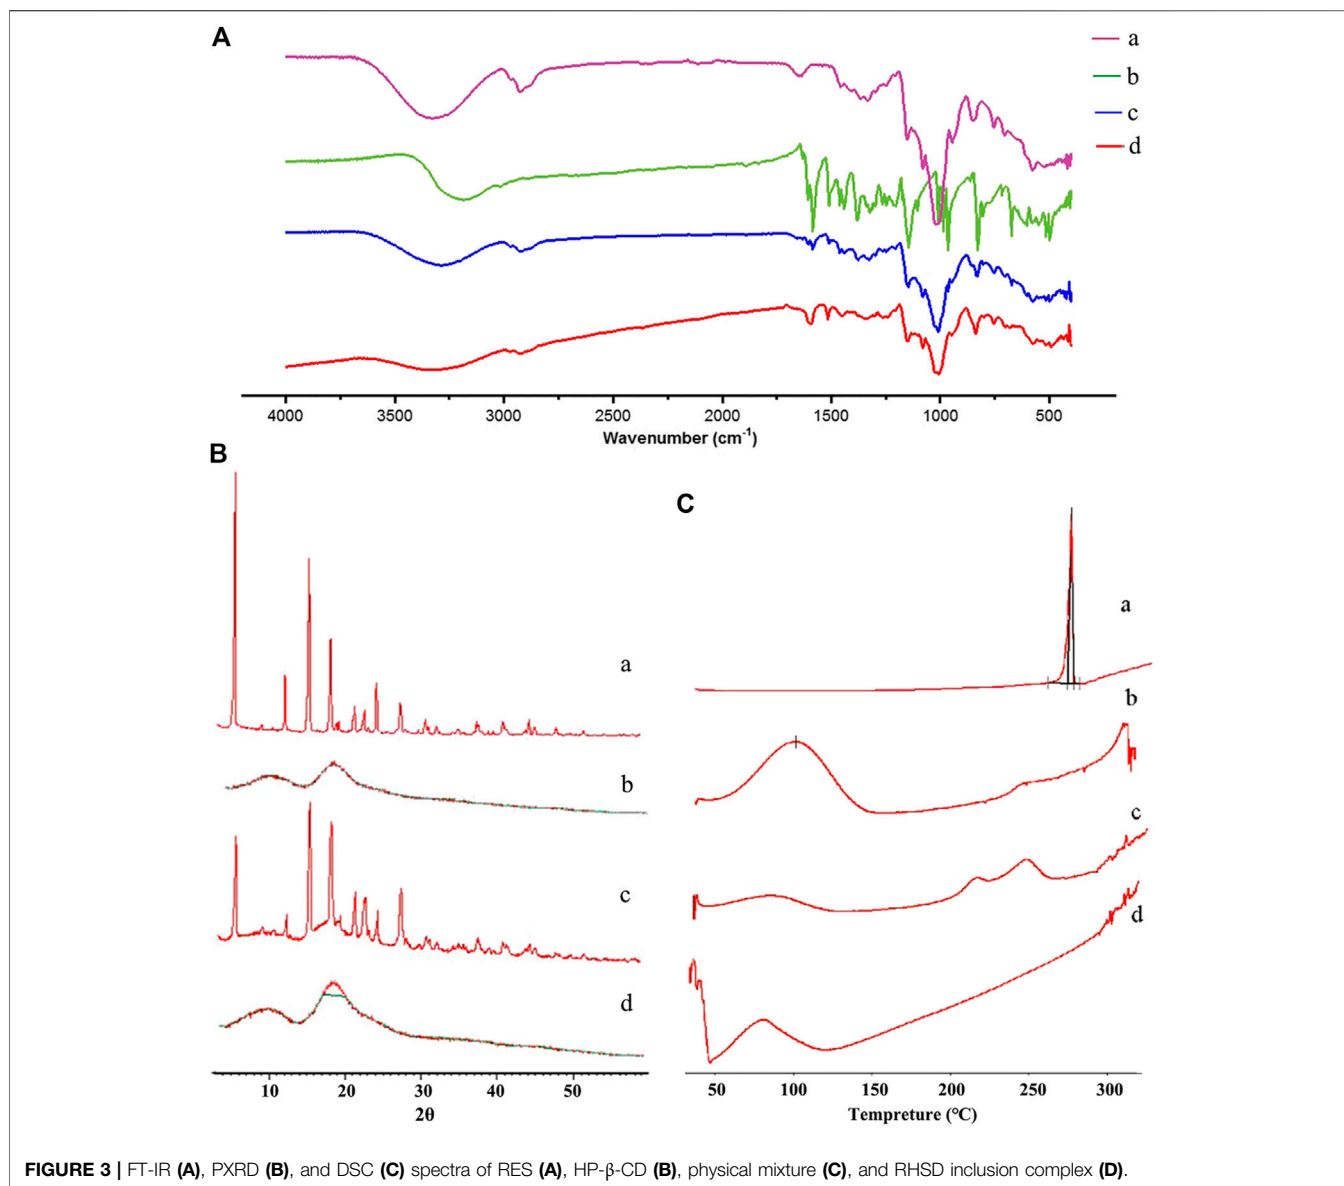 A
a
b
c
d
4000 3500 3000 2500 2000 1500 1000 500
Wavenumber (cm⁻¹)
B
a
b
c
d
10 20 30 40 50
2θ
C
a
b
c
d
50 100 150 200 250 300
Tempreture (℃)
FIGURE 3 | FT-IR (A), PXRD (B), and DSC (C) spectra of RES (A), HP-β-CD (B), physical mixture (C), and RHSD inclusion complex (D).